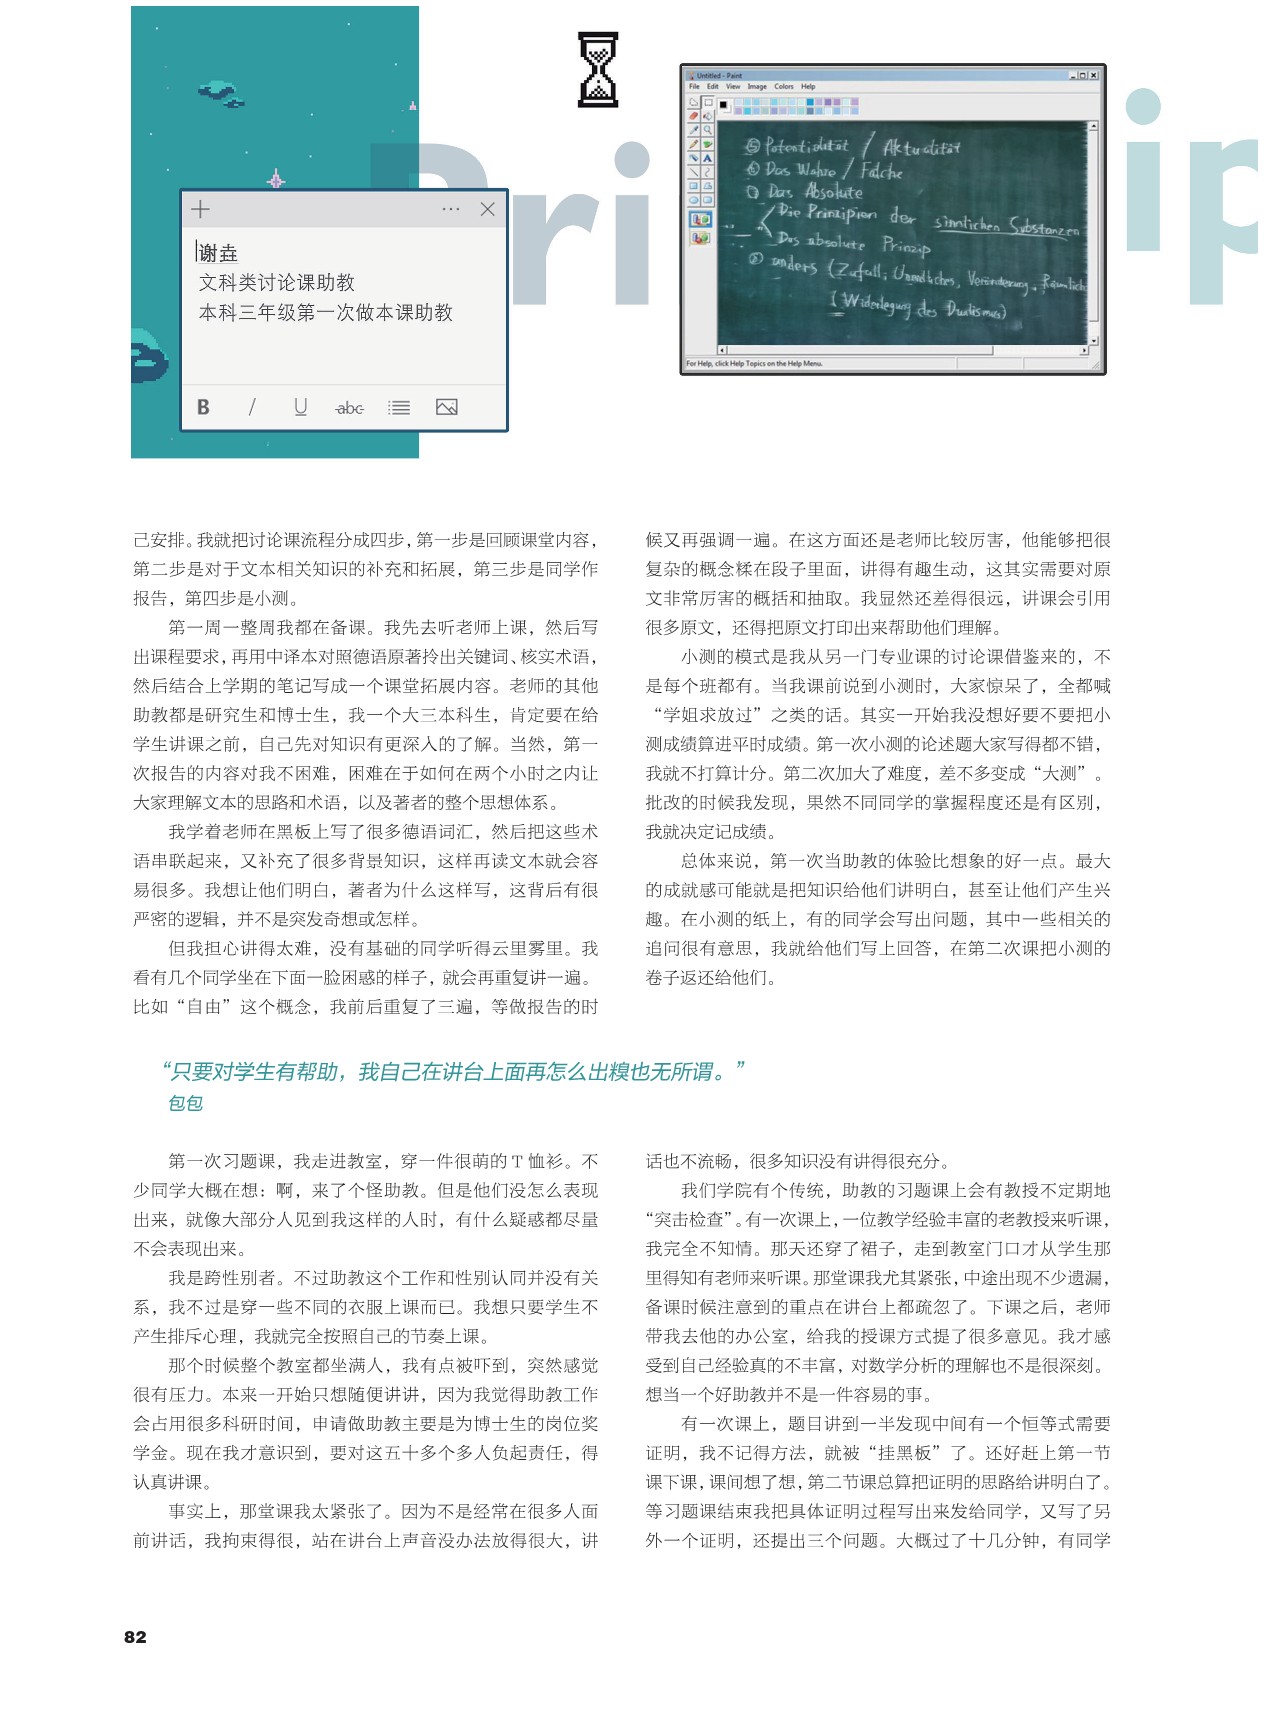 Pri
ip
谢垚
文科类讨论课助教
本科三年级第一次做本课助教
B / U abc
Untitled - Paint
File Edit View Image Colors Help
⑤ Potentialität / Aktualität
⑥ Das Wahre / Falsche
⑦ Das Absolute
Die Prinzipien der sinnlichen Substanzen
Das absolute Prinzip
⑧ anders (Zufall, Unendliches, Veränderung, Räumlich
(Widerlegung des Dualismus)
For Help, click Help Topics on the Help Menu.
己安排。我就把讨论课流程分成四步，第一步是回顾课堂内容，
第二步是对于文本相关知识的补充和拓展，第三步是同学作
报告，第四步是小测。
第一周一整周我都在备课。我先去听老师上课，然后写
出课程要求，再用中译本对照德语原著拎出关键词、核实术语，
然后结合上学期的笔记写成一个课堂拓展内容。老师的其他
助教都是研究生和博士生，我一个大三本科生，肯定要在给
学生讲课之前，自己先对知识有更深入的了解。当然，第一
次报告的内容对我不困难，困难在于如何在两个小时之内让
大家理解文本的思路和术语，以及著者的整个思想体系。
我学着老师在黑板上写了很多德语词汇，然后把这些术
语串联起来，又补充了很多背景知识，这样再读文本就会容
易很多。我想让他们明白，著者为什么这样写，这背后有很
严密的逻辑，并不是突发奇想或怎样。
但我担心讲得太难，没有基础的同学听得云里雾里。我
看有几个同学坐在下面一脸困惑的样子，就会再重复讲一遍。
比如“自由”这个概念，我前后重复了三遍，等做报告的时
候又再强调一遍。在这方面还是老师比较厉害，他能够把很
复杂的概念糅在段子里面，讲得有趣生动，这其实需要对原
文非常厉害的概括和抽取。我显然还差得很远，讲课会引用
很多原文，还得把原文打印出来帮助他们理解。
小测的模式是我从另一门专业课的讨论课借鉴来的，不
是每个班都有。当我课前说到小测时，大家惊呆了，全都喊
“学姐求放过”之类的话。其实一开始我没想好要不要把小
测成绩算进平时成绩。第一次小测的论述题大家写得都不错，
我就不打算计分。第二次加大了难度，差不多变成“大测”。
批改的时候我发现，果然不同同学的掌握程度还是有区别，
我就决定记成绩。
总体来说，第一次当助教的体验比想象的好一点。最大
的成就感可能就是把知识给他们讲明白，甚至让他们产生兴
趣。在小测的纸上，有的同学会写出问题，其中一些相关的
追问很有意思，我就给他们写上回答，在第二次课把小测的
卷子返还给他们。
“只要对学生有帮助，我自己在讲台上面再怎么出糗也无所谓。”
包包
第一次习题课，我走进教室，穿一件很萌的 T 恤衫。不
少同学大概在想：啊，来了个怪助教。但是他们没怎么表现
出来，就像大部分人见到我这样的人时，有什么疑惑都尽量
不会表现出来。
我是跨性别者。不过助教这个工作和性别认同并没有关
系，我不过是穿一些不同的衣服上课而已。我想只要学生不
产生排斥心理，我就完全按照自己的节奏上课。
那个时候整个教室都坐满人，我有点被吓到，突然感觉
很有压力。本来一开始只想随便讲讲，因为我觉得助教工作
会占用很多科研时间，申请做助教主要是为博士生的岗位奖
学金。现在我才意识到，要对这五十多个多人负起责任，得
认真讲课。
事实上，那堂课我太紧张了。因为不是经常在很多人面
前讲话，我拘束得很，站在讲台上声音没办法放得很大，讲
话也不流畅，很多知识没有讲得很充分。
我们学院有个传统，助教的习题课上会有教授不定期地
“突击检查”。有一次课上，一位教学经验丰富的老教授来听课，
我完全不知情。那天还穿了裙子，走到教室门口才从学生那
里得知有老师来听课。那堂课我尤其紧张，中途出现不少遗漏，
备课时候注意到的重点在讲台上都疏忽了。下课之后，老师
带我去他的办公室，给我的授课方式提了很多意见。我才感
受到自己经验真的不丰富，对数学分析的理解也不是很深刻。
想当一个好助教并不是一件容易的事。
有一次课上，题目讲到一半发现中间有一个恒等式需要
证明，我不记得方法，就被“挂黑板”了。还好赶上第一节
课下课，课间想了想，第二节课总算把证明的思路给讲明白了。
等习题课结束我把具体证明过程写出来发给同学，又写了另
外一个证明，还提出三个问题。大概过了十几分钟，有同学
82